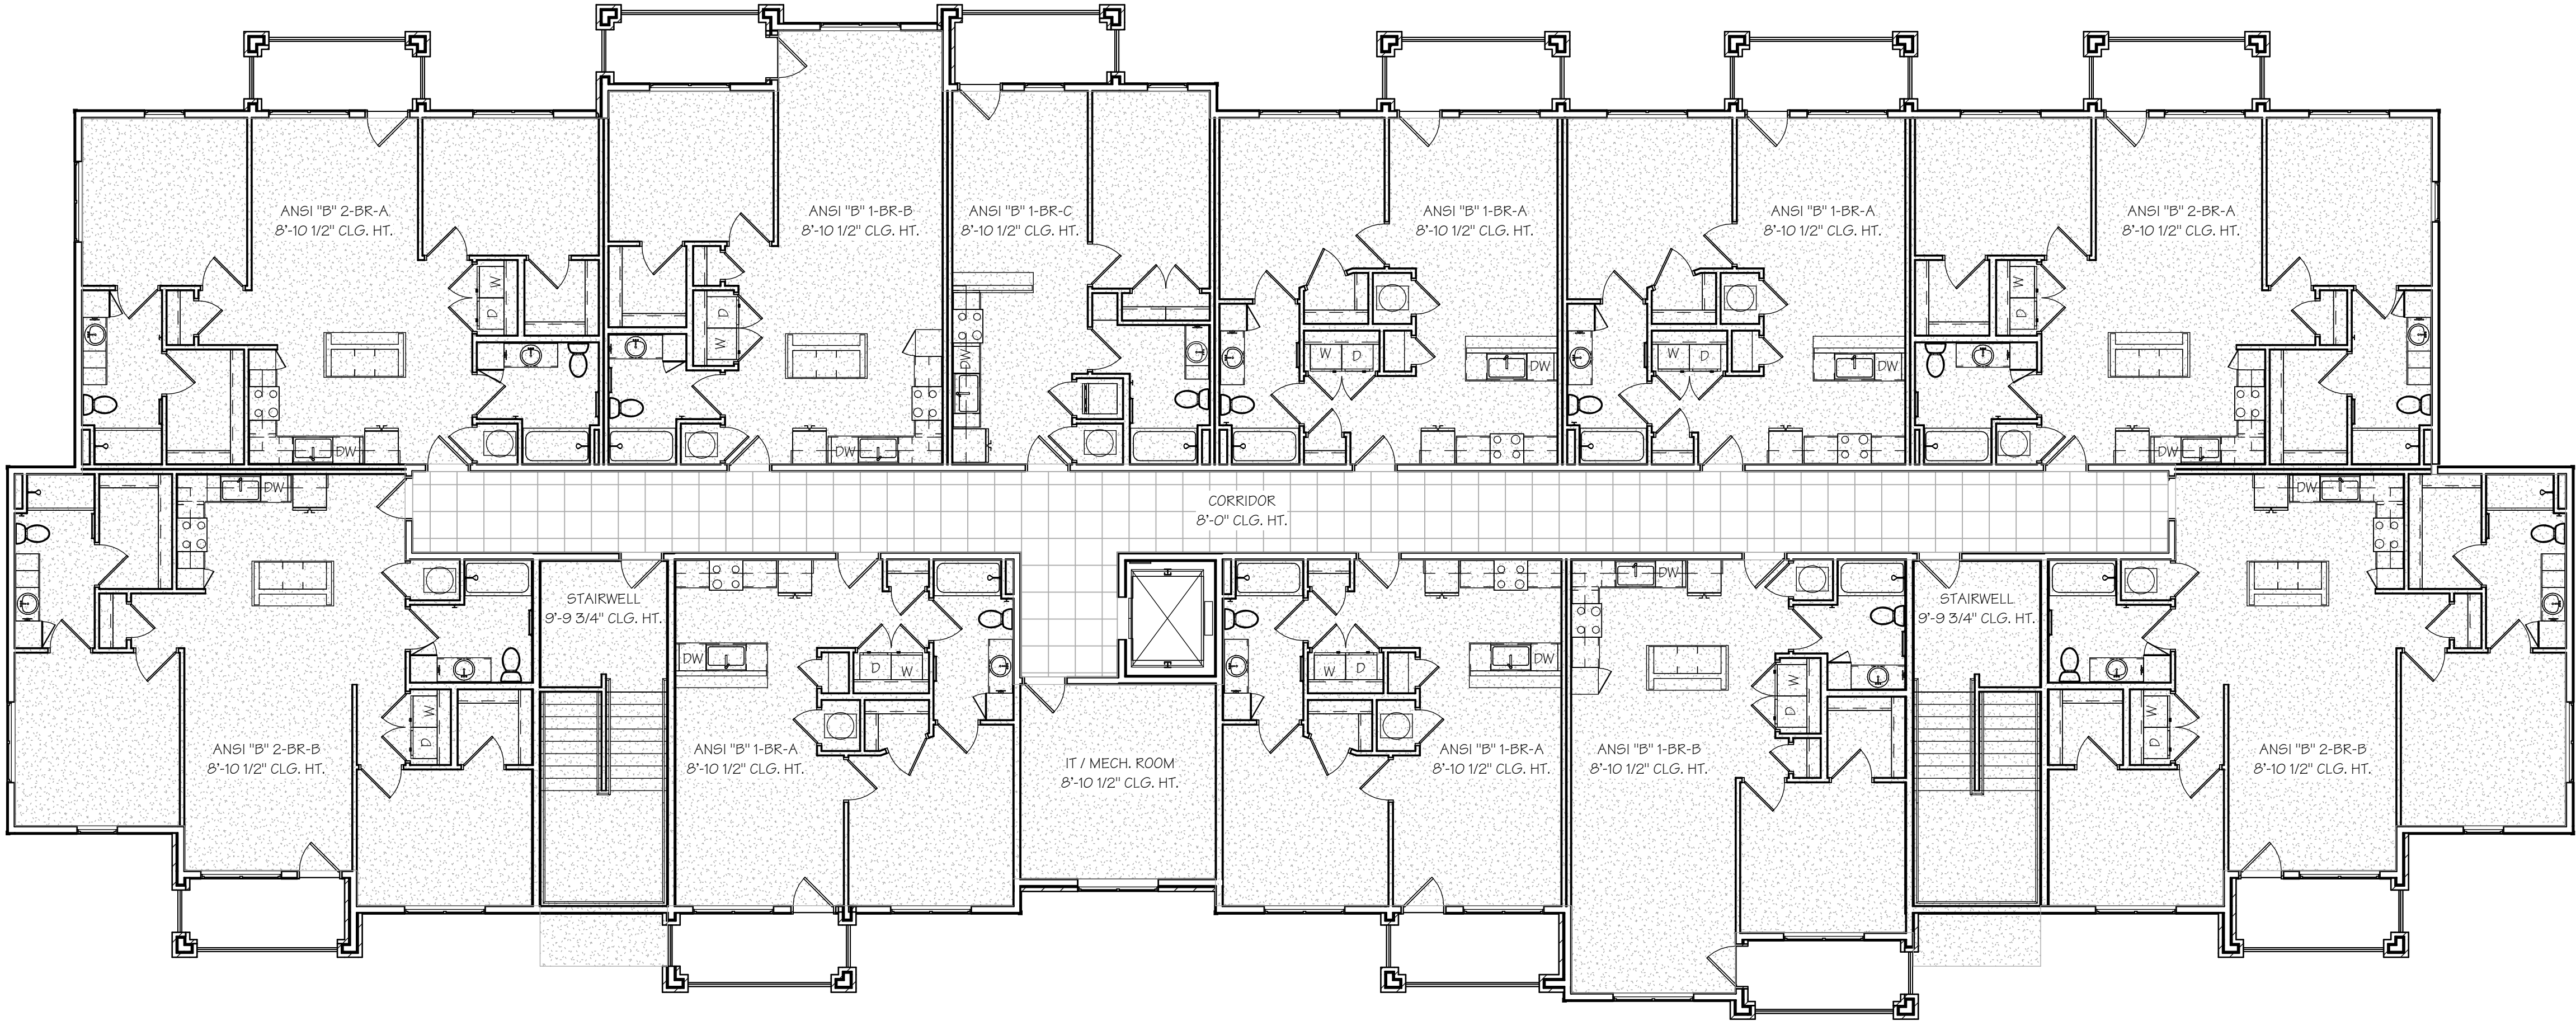 ANSI "B" 2-BR-A
8'-10 1/2" CLG. HT.
ANSI "B" 1-BR-B
8'-10 1/2" CLG. HT.
ANSI "B" 1-BR-C
8'-10 1/2" CLG. HT.
ANSI "B" 1-BR-A
8'-10 1/2" CLG. HT.
ANSI "B" 1-BR-A
8'-10 1/2" CLG. HT.
ANSI "B" 2-BR-A
8'-10 1/2" CLG. HT.
W
D
D
W
W
D
W
D
W
D
DW
DW
DW
DW
DW
DW
CORRIDOR
8'-0" CLG. HT.
DW
DW
DW
STAIRWELL
9'-9 3/4" CLG. HT.
STAIRWELL
9'-9 3/4" CLG. HT.
DW
DW
D
W
W
D
W
D
W
D
W
D
ANSI "B" 2-BR-B
8'-10 1/2" CLG. HT.
ANSI "B" 1-BR-A
8'-10 1/2" CLG. HT.
IT / MECH. ROOM
8'-10 1/2" CLG. HT.
ANSI "B" 1-BR-A
8'-10 1/2" CLG. HT.
ANSI "B" 1-BR-B
8'-10 1/2" CLG. HT.
ANSI "B" 2-BR-B
8'-10 1/2" CLG. HT.